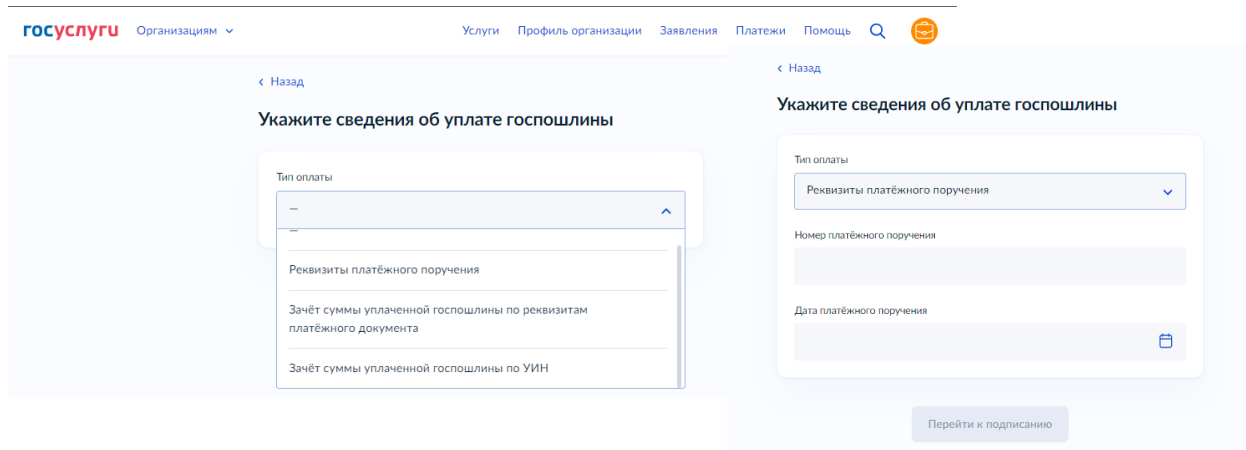 госуслуги Организациям Услуги Профиль организации Заявления Платежи Помощь
Назад
Укажите сведения об уплате госпошлины
Тип оплаты
—
—
Реквизиты платёжного поручения
Зачёт суммы уплаченной госпошлины по реквизитам
платёжного документа
Зачёт суммы уплаченной госпошлины по УИН
Назад
Укажите сведения об уплате госпошлины
Тип оплаты
Реквизиты платёжного поручения
Номер платёжного поручения
Дата платёжного поручения
Перейти к подписанию